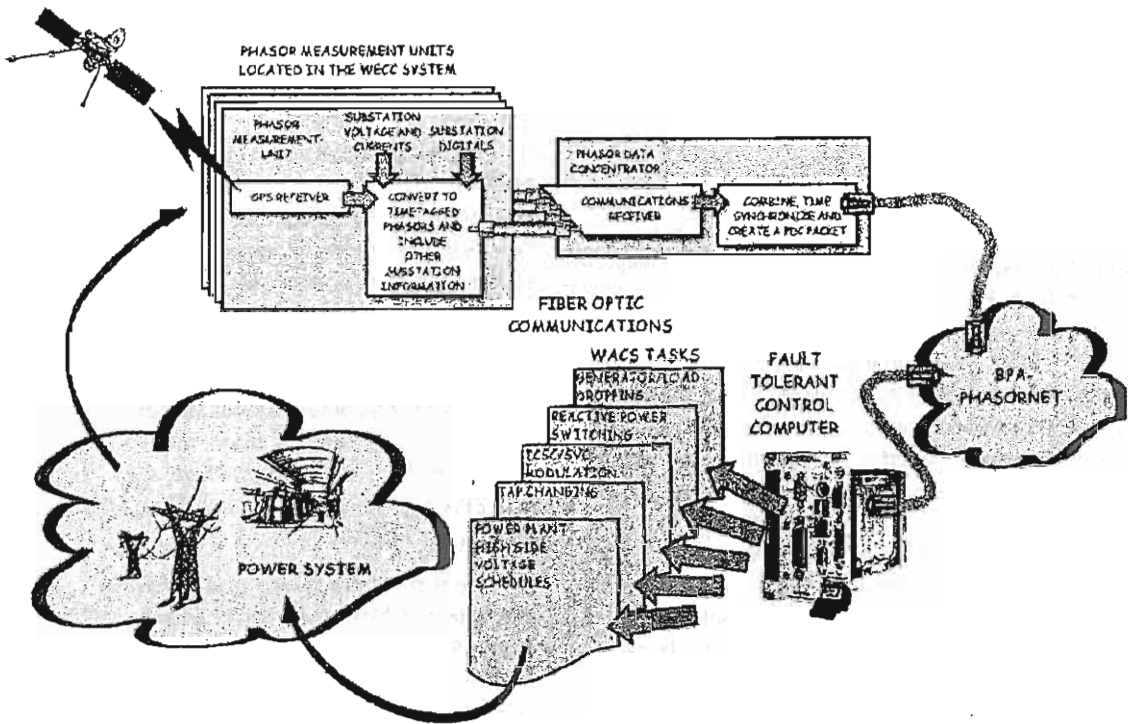 PHASOR MEASUREMENT UNITS
LOCATED IN THE WECC SYSTEM
PHASOR
MEASUREMENT
UNIT
SUBSTATION
VOLTAGE AND
CURRENTS
SUBSTATION
DIGITALS
GPS RECEIVER
CONVERT TO
TIMETAGGED
PHASORS AND
INCLUDE
OTHER
SUBSTATION
INFORMATION
PHASOR DATA
CONCENTRATOR
COMMUNICATIONS
RECEIVER
COMBINE, TIME
SYNCHRONIZE AND
CREATE A PDC PACKET
FIBER OPTIC
COMMUNICATIONS
WACS TASKS
GENERATOR/LOAD
DROPPING
REACTIVE POWER
SWITCHING
TCSC/SVC
MODULATION
TAP CHANGING
POWER PLANT
HIGH SIDE
VOLTAGE
SCHEDULES
FAULT
TOLERANT
CONTROL
COMPUTER
BPA-
PHASORNET
POWER SYSTEM